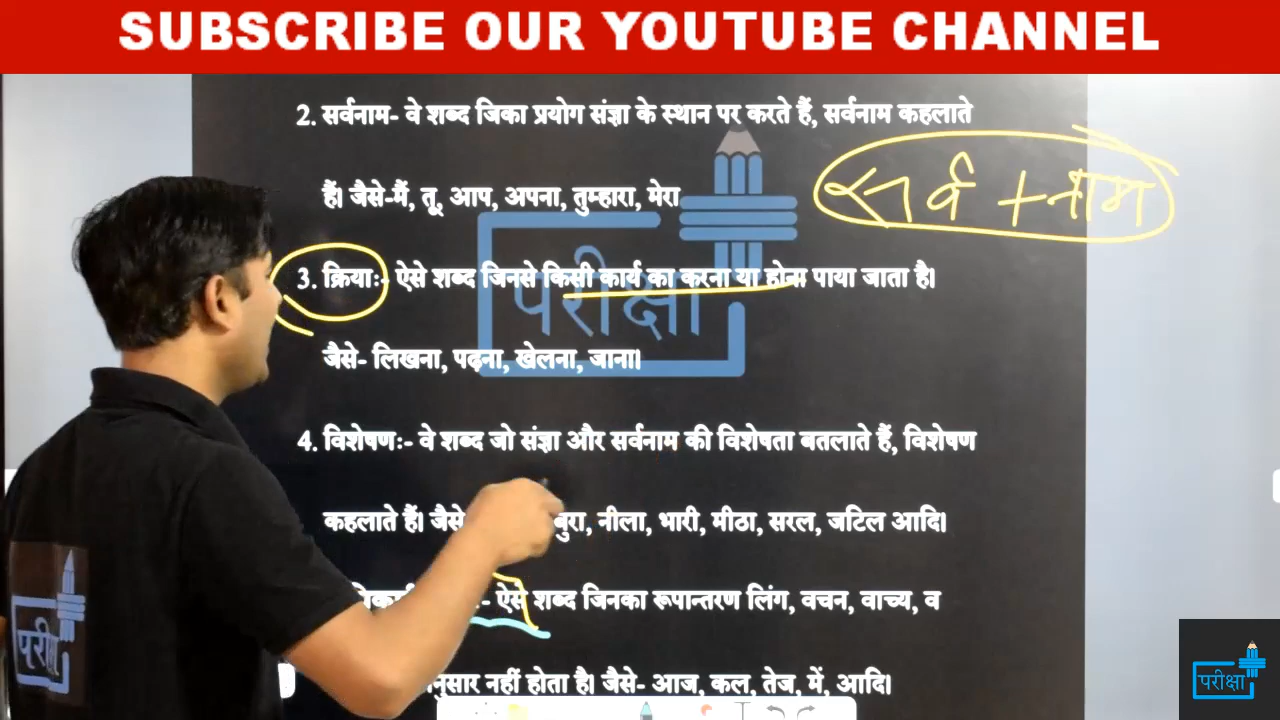 SUBSCRIBE OUR YOUTUBE CHANNEL
2. सर्वनाम- वे शब्द जिका प्रयोग संज्ञा के स्थान पर करते हैं, सर्वनाम कहलाते
सर्व + नाम
हैं। जैसे-मैं, तू, आप, अपना, तुम्हारा, मेरा
3. क्रियाः- ऐसे शब्द जिनसे किसी कार्य का करना या होना पाया जाता है।
परीक्षा
जैसे- लिखना, पढ़ना, खेलना, जाना।
4. विशेषणः- वे शब्द जो संज्ञा और सर्वनाम की विशेषता बतलाते हैं, विशेषण
कहलाते हैं। जैसे बुरा, नीला, भारी, मीठा, सरल, जटिल आदि।
- ऐसे शब्द जिनका रूपान्तरण लिंग, वचन, वाच्य, व
नहीं होता है। जैसे- आज, कल, तेज, में, आदि।
परीक्षा
परीक्षा